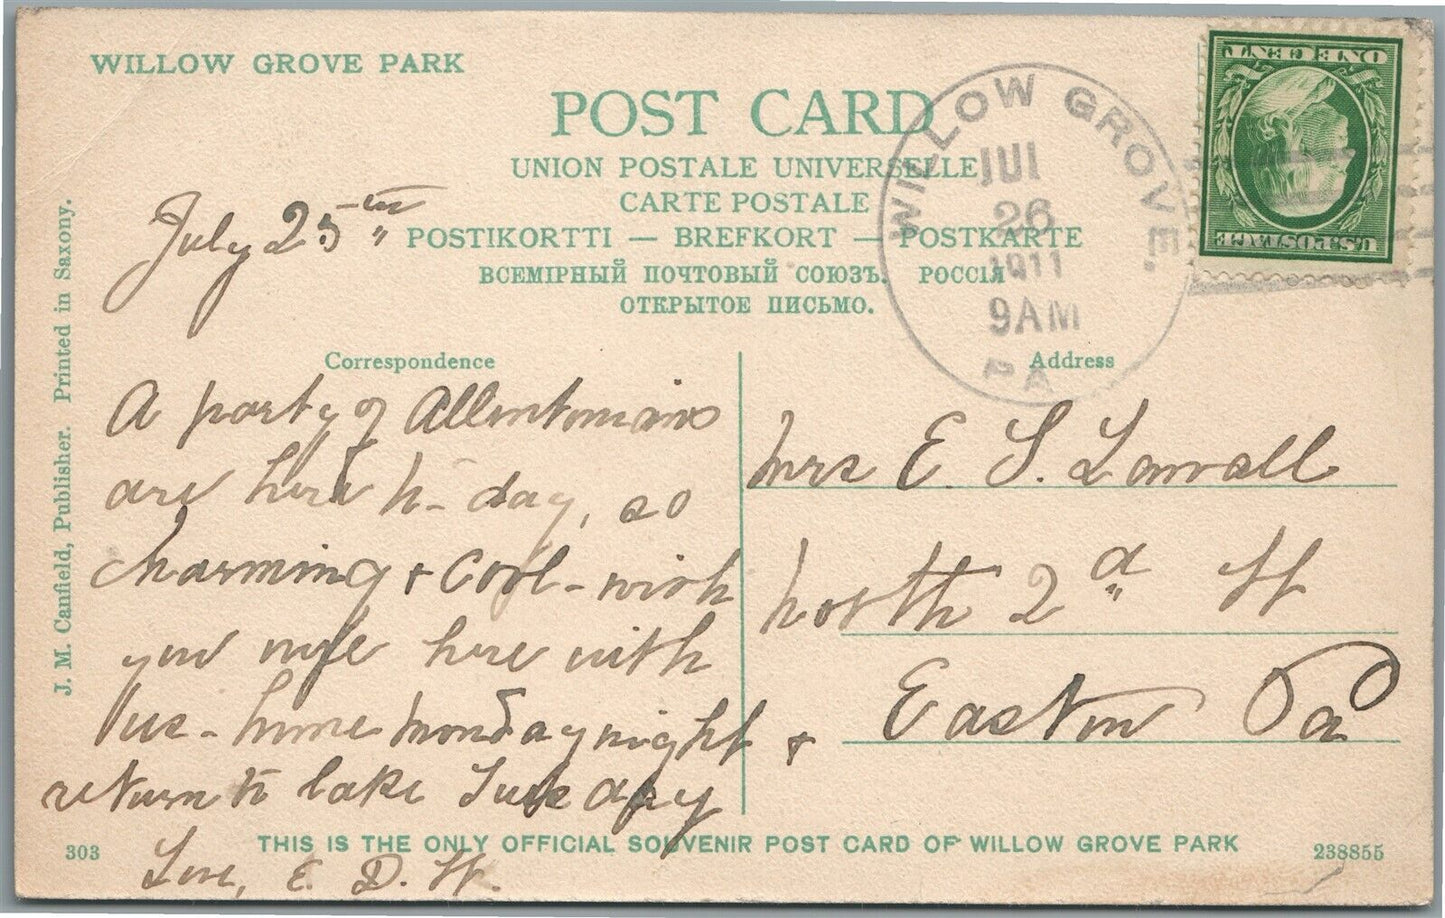 WILLOW GROVE PARK
POST CARD
UNION POSTALE UNIVERSELLE
CARTE POSTALE
POSTIKORTTI — BREFKORT — POSTKARTE
ВСЕМІРНЫЙ ПОЧТОВЫЙ СОЮЗЪ. РОССІЯ
ОТКРЫТОЕ ПИСЬМО.
WILLOW GROVE.
JUL
26
1911
9AM
PA
ONE CENT
U.S. POSTAGE
July 25th
Correspondence
Address
A party of Allentonians
are here to-day, so
charming & cool - wish
you were here with
us - home Monday night &
return to lake Tuesday
Love, E. D. W.
Mrs E. S. Lawall
North 2d St
Easton Pa
J. M. Canfield, Publisher. Printed in Saxony.
303
THIS IS THE ONLY OFFICIAL SOUVENIR POST CARD OF WILLOW GROVE PARK
238855